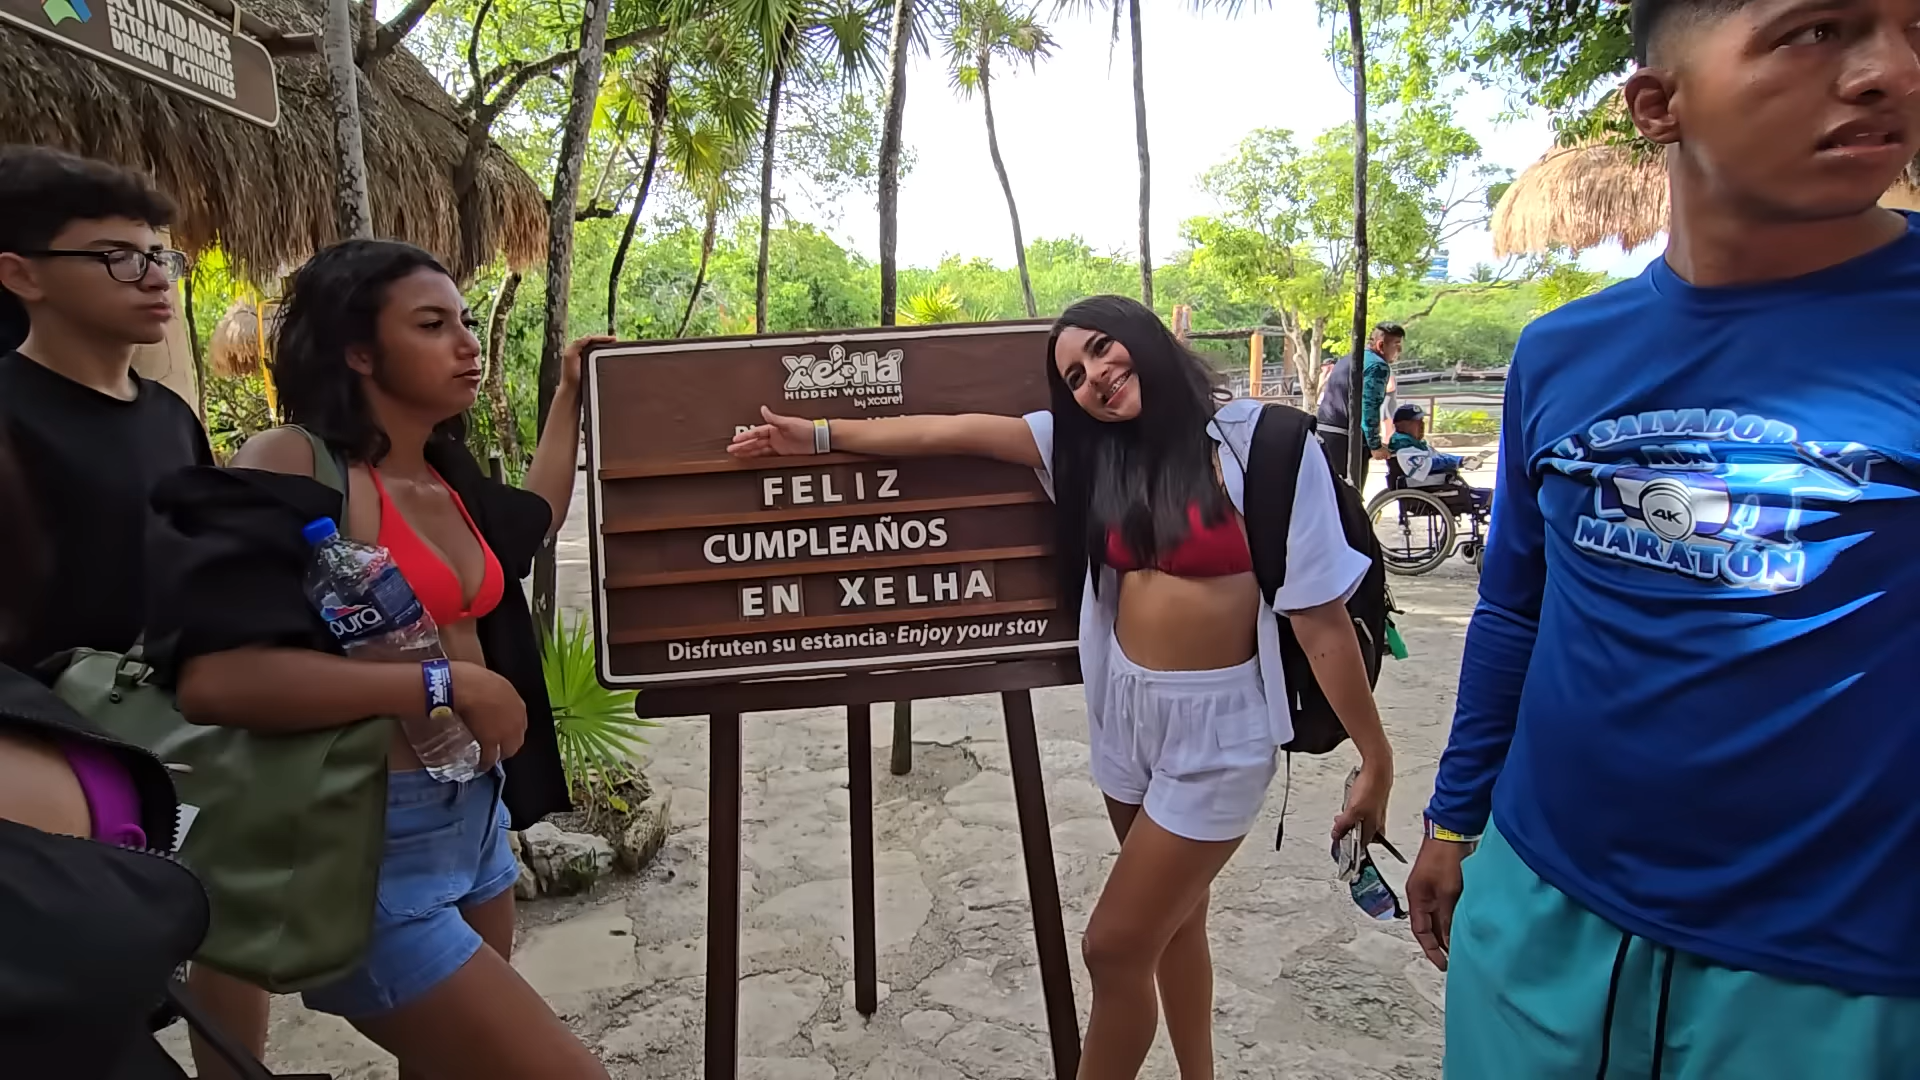 ACTIVIDADES
EXTRAORDINARIAS
DREAM ACTIVITIES
Xel-Há
HIDDEN WONDER
by xcaret
FELIZ
CUMPLEAÑOS
EN XELHA
Disfruten su estancia · Enjoy your stay
pura
SALVADOR
RUN
4K
MARATÓN